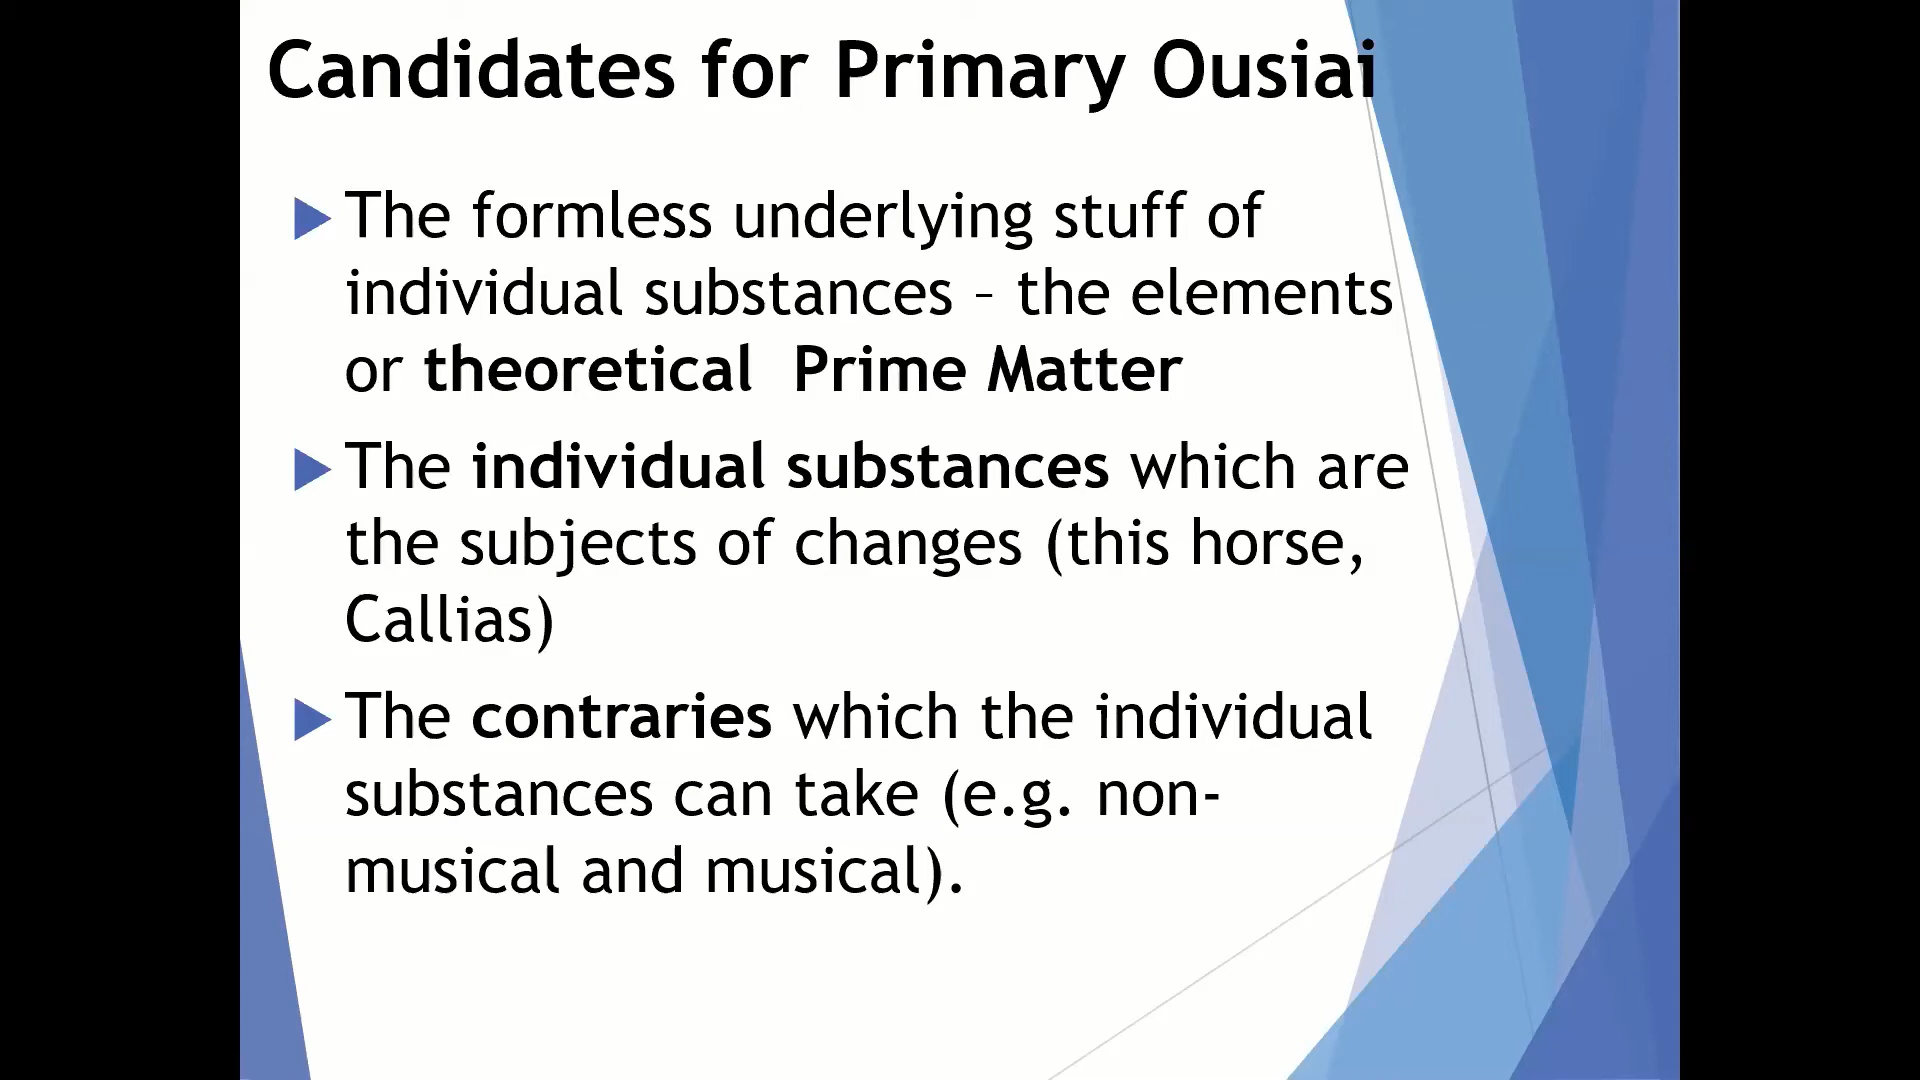 Candidates for Primary Ousiai
The formless underlying stuff of
individual substances – the elements
or theoretical  Prime Matter
The individual substances which are
the subjects of changes (this horse,
Callias)
The contraries which the individual
substances can take (e.g. non-
musical and musical).